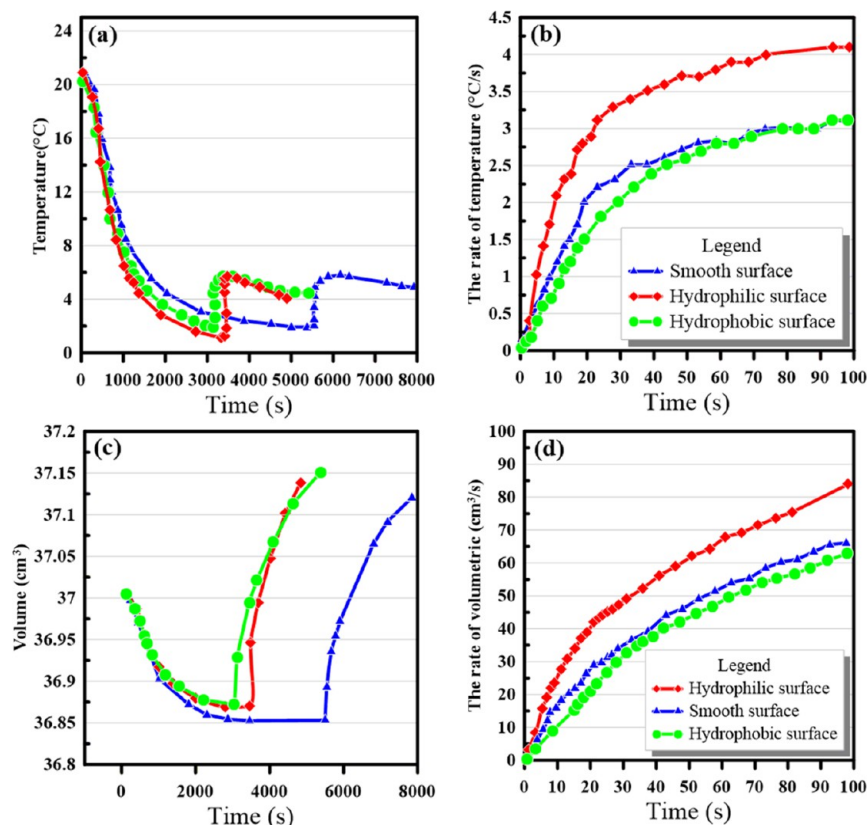 (a)
Temperature(°C)
24
20
16
12
8
4
0
0 1000 2000 3000 4000 5000 6000 7000 8000
Time (s)
(b)
The rate of temperature (°C/s)
4.5
4
3.5
3
2.5
2
1.5
1
0.5
0
0 10 20 30 40 50 60 70 80 90 100
Time (s)
Legend
Smooth surface
Hydrophilic surface
Hydrophobic surface
(c)
Volume (cm³)
37.2
37.15
37.1
37.05
37
36.95
36.9
36.85
36.8
0 2000 4000 6000 8000
Time (s)
(d)
The rate of volumetric (cm³/s)
100
90
80
70
60
50
40
30
20
10
0
0 10 20 30 40 50 60 70 80 90 100
Time (s)
Legend
Hydrophilic surface
Smooth surface
Hydrophobic surface